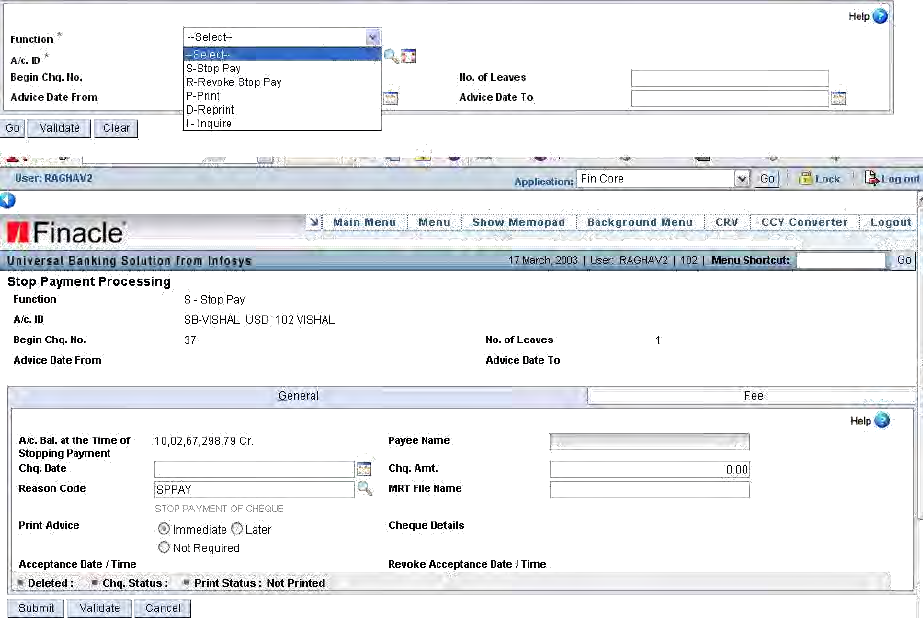 Help
Function * --Select--
--Select--
A/c. ID *
S-Stop Pay
Begin Chq. No. R-Revoke Stop Pay No. of Leaves
P-Print
Advice Date From Advice Date To
D-Reprint
I- Inquire
Go Validate Clear
User: RAGHAV2 Application: Fin Core Go Lock Log out
Finacle Main Menu Menu Show Memopad Background Menu CRV CCY Converter Logout
Universal Banking Solution from Infosys 17 March, 2003 | User: RAGHAV2 | 102 | Menu Shortcut: Go
Stop Payment Processing
Function S - Stop Pay
A/c. ID SB-VISHAL USD 102 VISHAL
Begin Chq. No. 37 No. of Leaves 1
Advice Date From Advice Date To
General Fee
Help
A/c. Bal. at the Time of 10,02,67,298.79 Cr. Payee Name
Stopping Payment
Chq. Date Chq. Amt. 0.00
Reason Code SPPAY MRT File Name
STOP PAYMENT OF CHEQUE
Print Advice Immediate Later Cheque Details
Not Required
Acceptance Date / Time Revoke Acceptance Date / Time
Deleted : Chq. Status : Print Status : Not Printed
Submit Validate Cancel